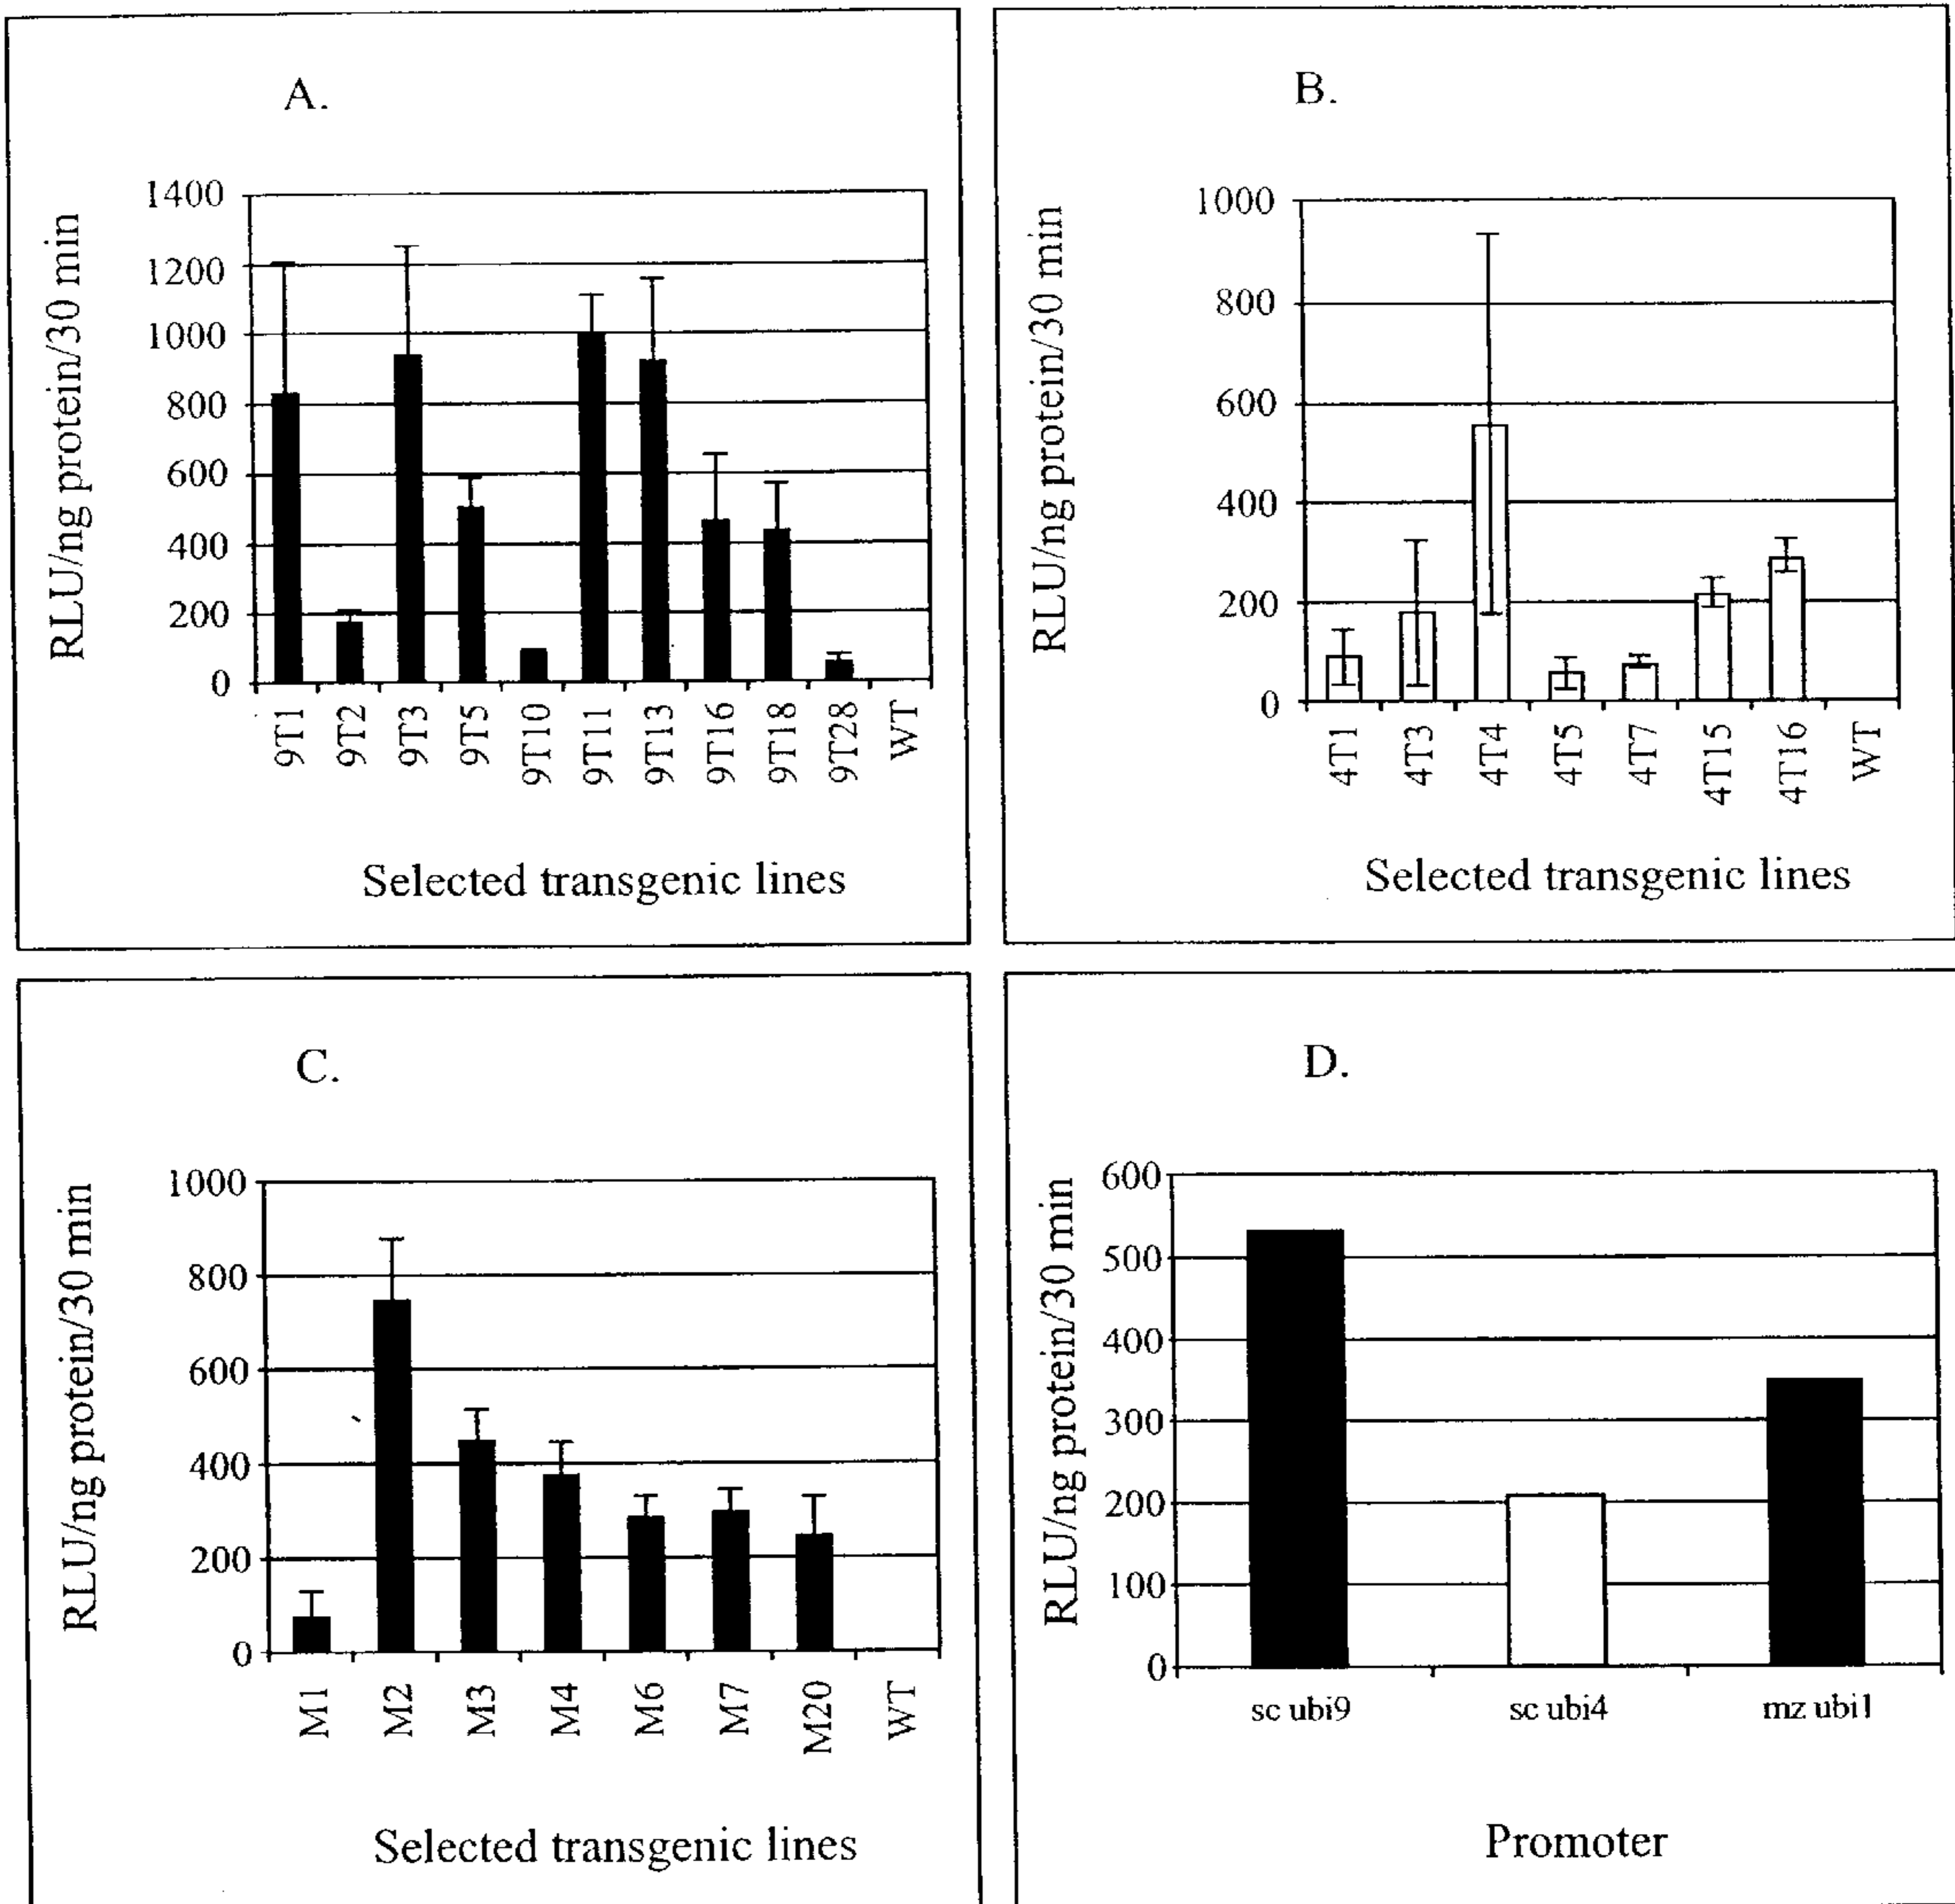 A.
RLU/ng protein/30 min
1400
1200
1000
800
600
400
200
0
9T1
9T2
9T3
9T5
9T10
9T11
9T13
9T16
9T18
9T28
WT
Selected transgenic lines
B.
RLU/ng protein/30 min
1000
800
600
400
200
0
4T1
4T3
4T4
4T5
4T7
4T15
4T16
WT
Selected transgenic lines
C.
RLU/ng protein/30 min
1000
800
600
400
200
0
M1
M2
M3
M4
M6
M7
M20
WT
Selected transgenic lines
D.
RLU/ng protein/30 min
600
500
400
300
200
100
0
sc ubi9
sc ubi4
mz ubi1
Promoter